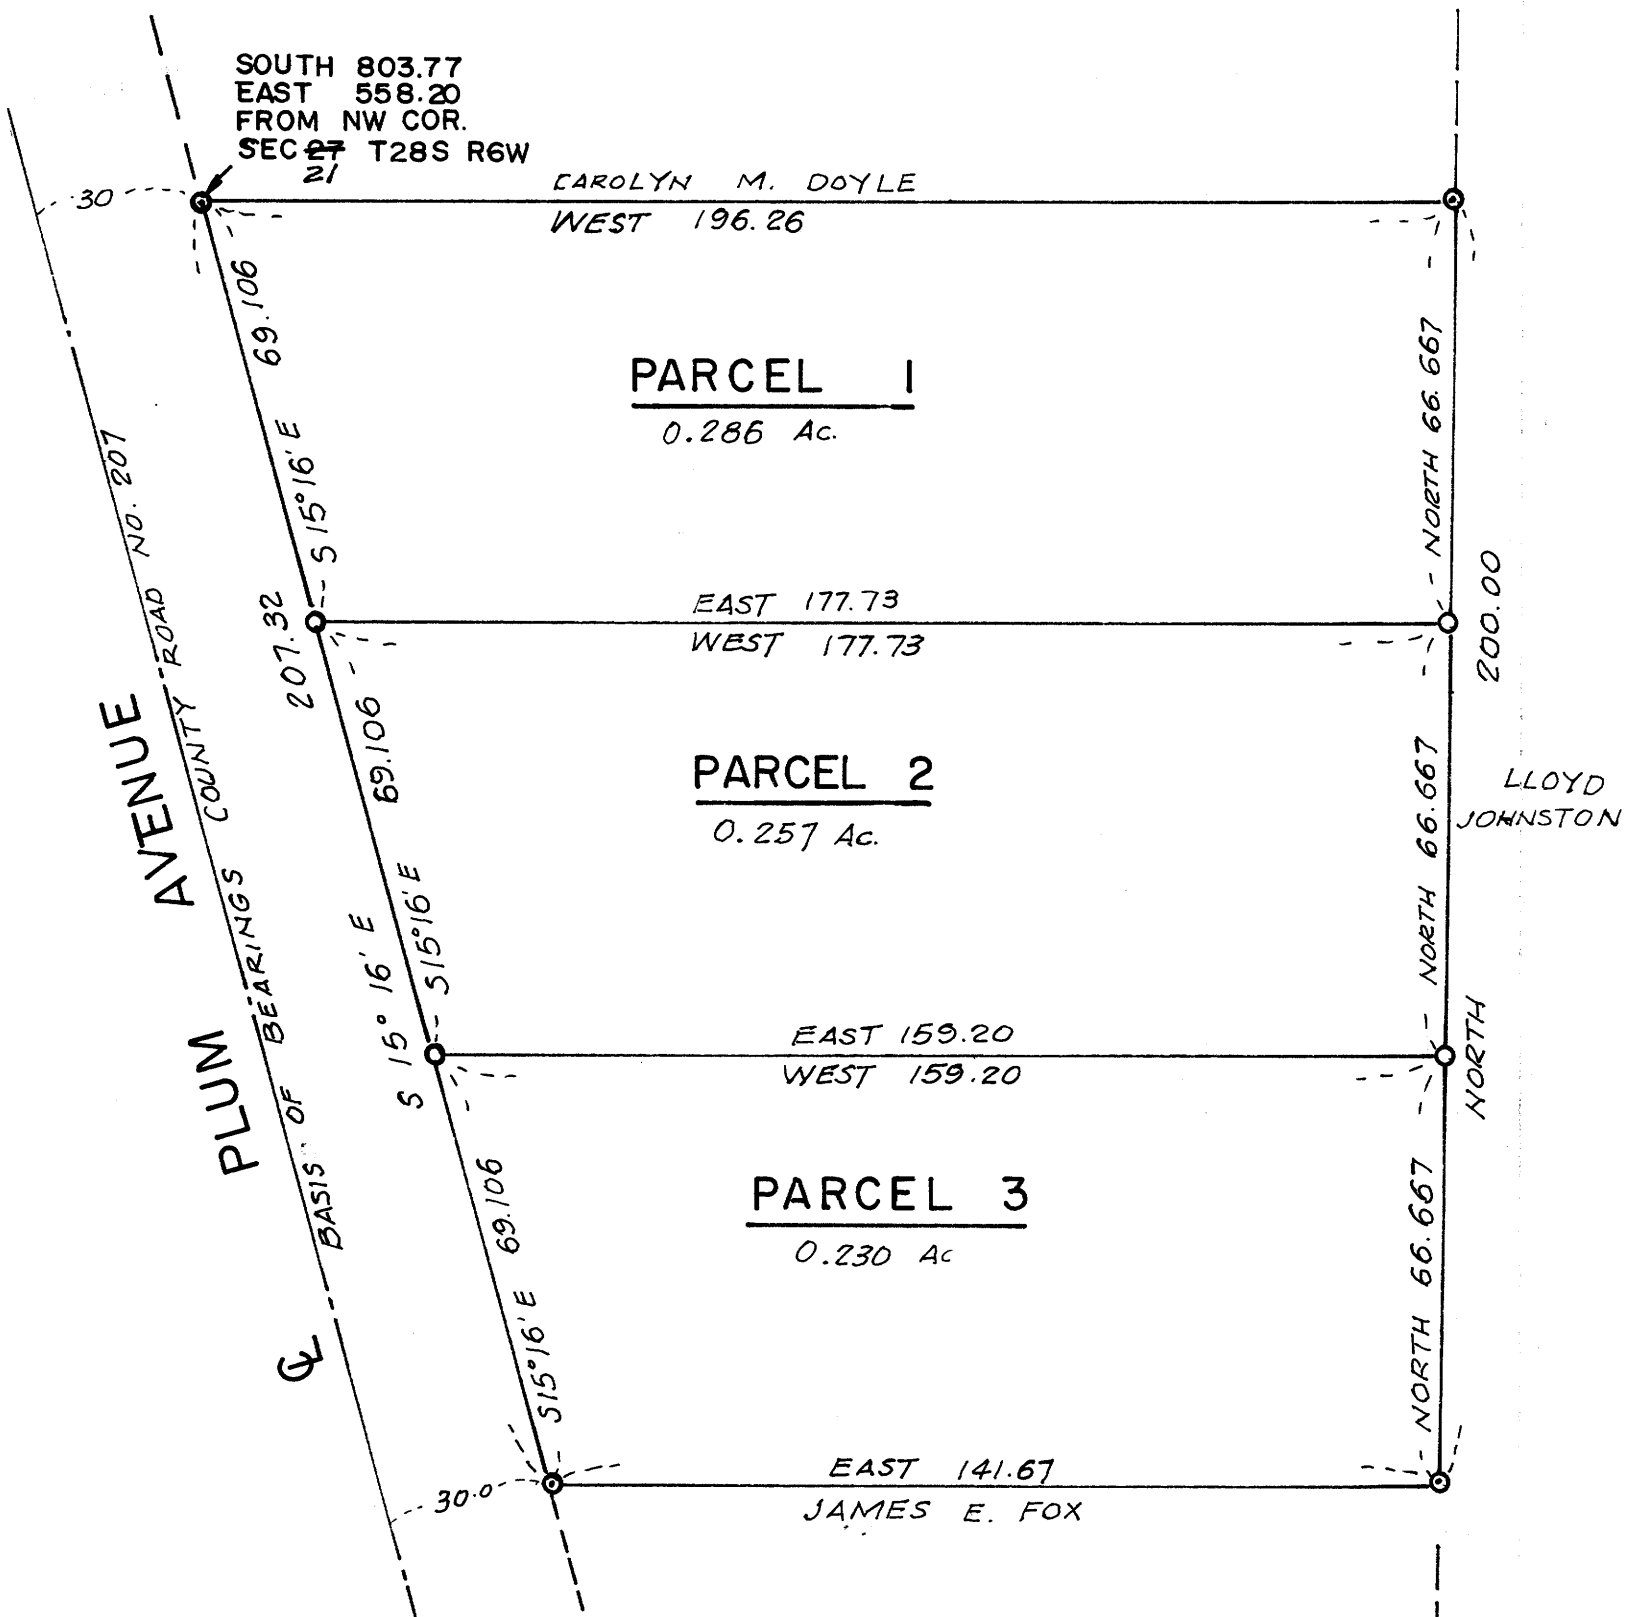 SOUTH 803.77
EAST 558.20
FROM NW COR.
SEC 27 T28S R6W
21
30
CAROLYN M. DOYLE
WEST 196.26
69.106
S 15°16' E
PARCEL 1
0.286 Ac.
NORTH 66.667
207.32
S 15° 16' E
EAST 177.73
WEST 177.73
200.00
NORTH
69.106
S15°16'E
PARCEL 2
0.257 Ac.
NORTH 66.667
LLOYD
JOHNSTON
PLUM AVENUE
BASIS OF BEARINGS COUNTY ROAD NO. 207
EAST 159.20
WEST 159.20
69.106
S15°16'E
PARCEL 3
0.230 Ac
NORTH 66.667
℄
30.0
EAST 141.67
JAMES E. FOX